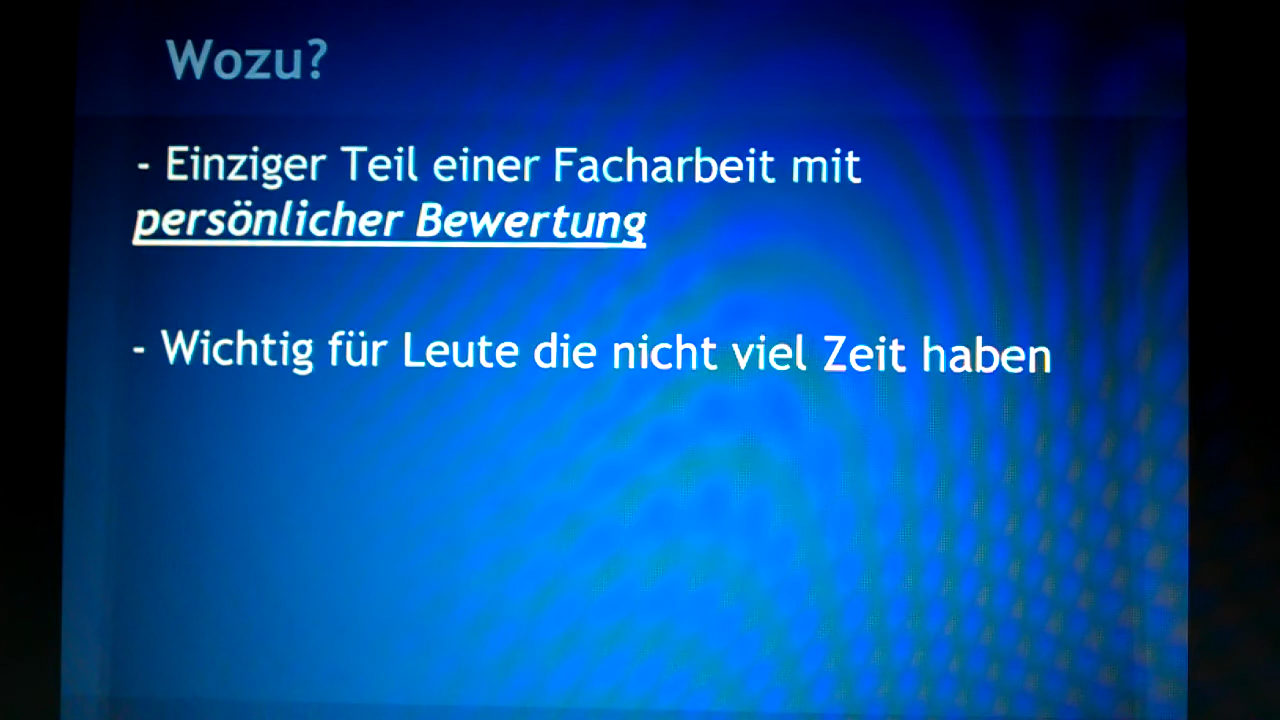 Wozu?
- Einziger Teil einer Facharbeit mit
persönlicher Bewertung
- Wichtig für Leute die nicht viel Zeit haben